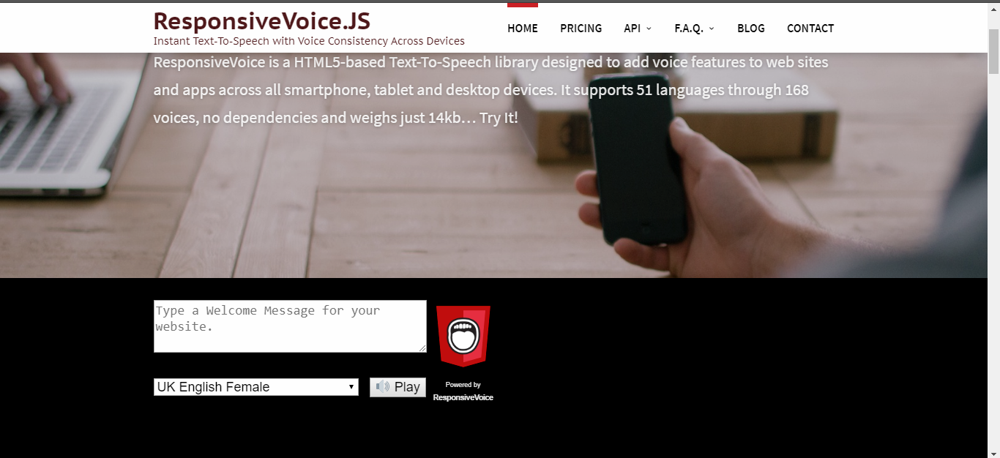 ResponsiveVoice.JS
Instant Text-To-Speech with Voice Consistency Across Devices
HOME PRICING API F.A.Q. BLOG CONTACT
ResponsiveVoice is a HTML5-based Text-To-Speech library designed to add voice features to web sites
and apps across all smartphone, tablet and desktop devices. It supports 51 languages through 168
voices, no dependencies and weighs just 14kb… Try It!
Type a Welcome Message for your
website.
UK English Female
Play
Powered by
ResponsiveVoice